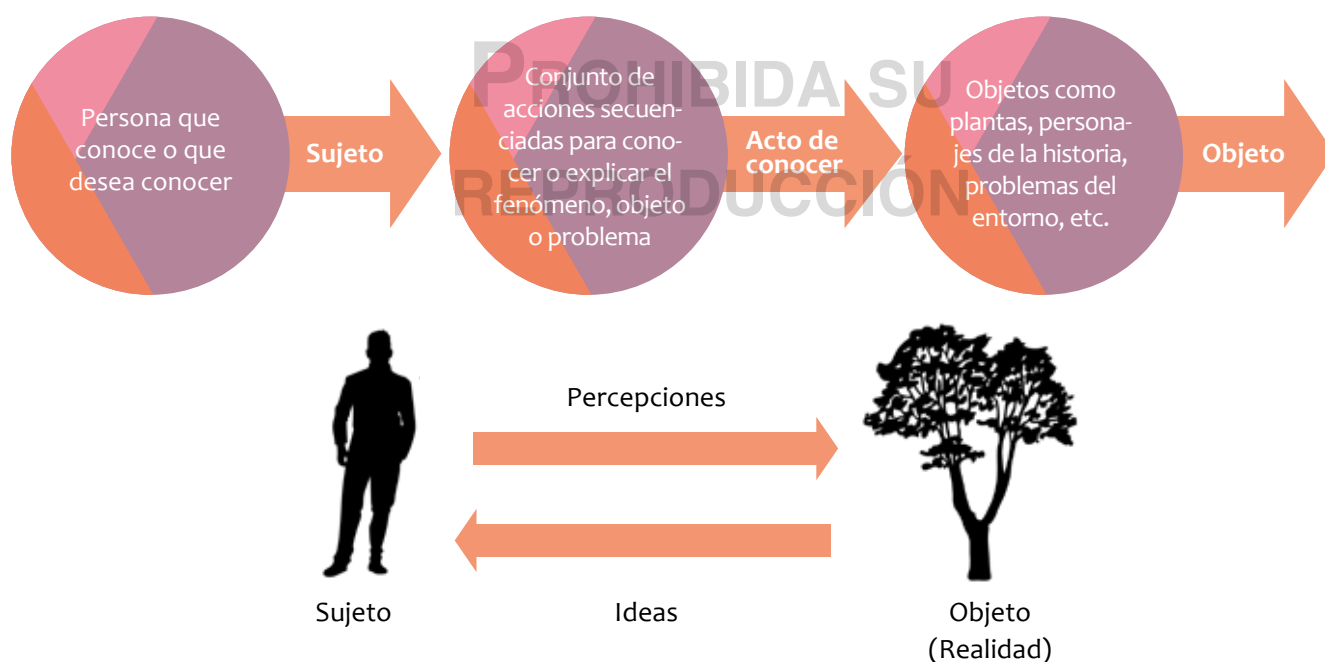 Persona que
conoce o que
desea conocer
Sujeto
Conjunto de
acciones secuen-
ciadas para cono-
cer o explicar el
fenómeno, objeto
o problema
Acto de
conocer
Objetos como
plantas, persona-
jes de la historia,
problemas del
entorno, etc.
Objeto
PROHIBIDA SU
REPRODUCCIÓN
Percepciones
Sujeto
Ideas
Objeto
(Realidad)